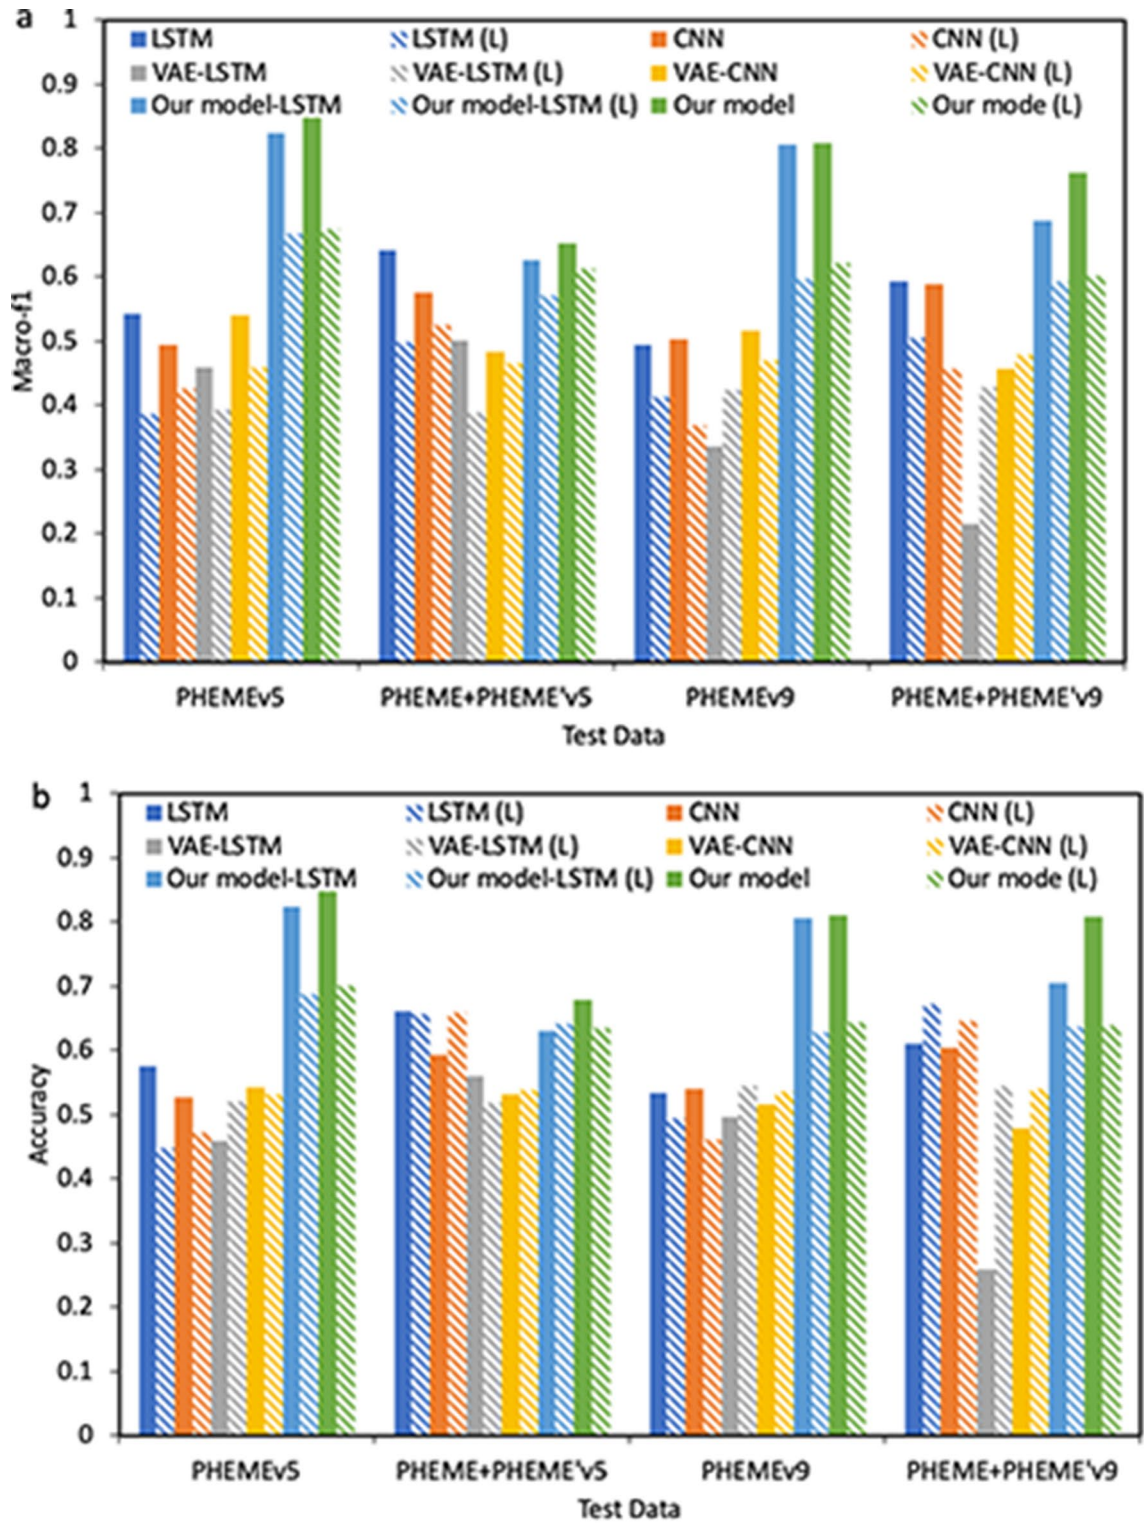 a
1
LSTM LSTM (L) CNN CNN (L)
0.9 VAE-LSTM VAE-LSTM (L) VAE-CNN VAE-CNN (L)
Our model-LSTM Our model-LSTM (L) Our model Our mode (L)
0.8
0.7
0.6
0.5
0.4
0.3
0.2
0.1
0
Macro-f1
PHEMEv5 PHEME+PHEME'v5 PHEMEv9 PHEME+PHEME'v9
Test Data
b
1
LSTM LSTM (L) CNN CNN (L)
0.9 VAE-LSTM VAE-LSTM (L) VAE-CNN VAE-CNN (L)
Our model-LSTM Our model-LSTM (L) Our model Our mode (L)
0.8
0.7
0.6
0.5
0.4
0.3
0.2
0.1
0
Accuracy
PHEMEv5 PHEME+PHEME'v5 PHEMEv9 PHEME+PHEME'v9
Test Data